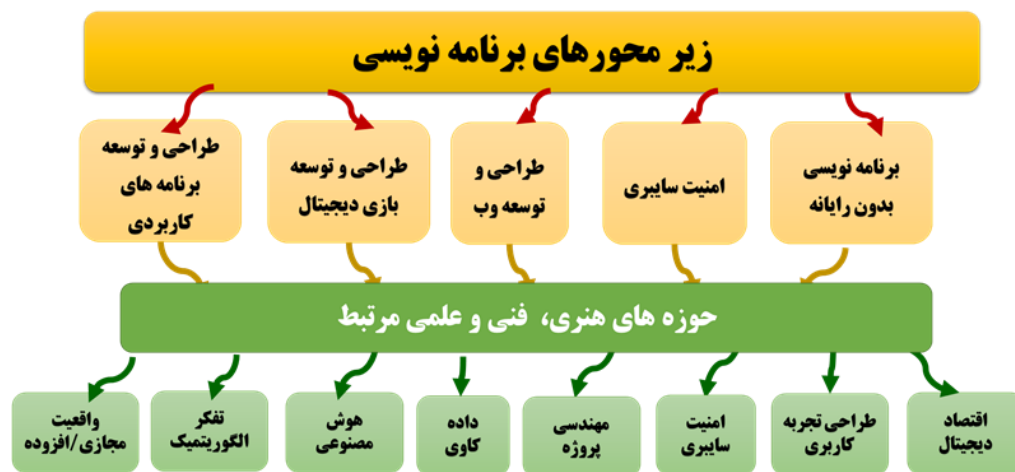 زیر محورهای برنامه نویسی
برنامه نویسی
بدون رایانه
امنیت سایبری
طراحی و
توسعه وب
طراحی و توسعه
بازی دیجیتال
طراحی و توسعه
برنامه های
کاربردی
حوزه های هنری، فنی و علمی مرتبط
اقتصاد
دیجیتال
طراحی تجربه
کاربری
امنیت
سایبری
مهندسی
پروژه
داده
کاوی
هوش
مصنوعی
تفکر
الگوریتمیک
واقعیت
مجازی/افزوده